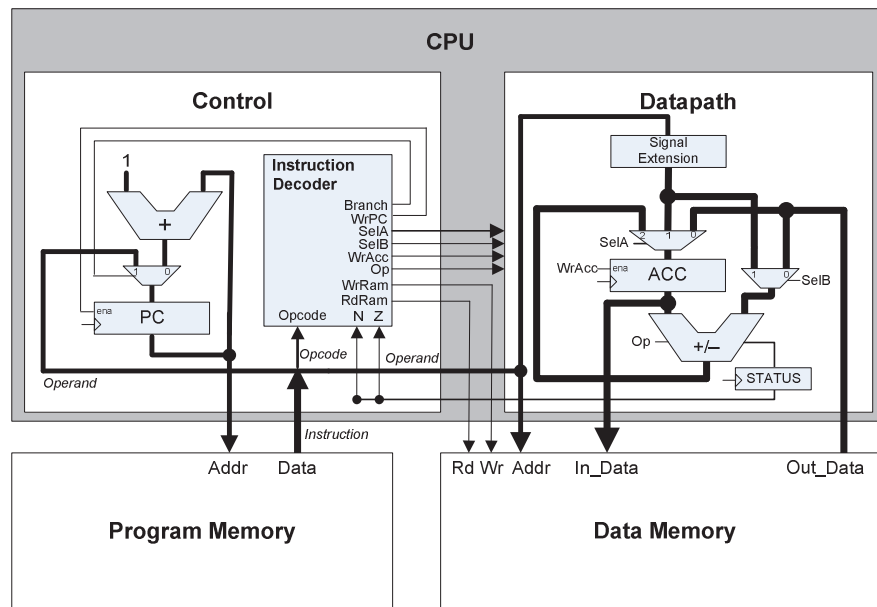 CPU
Control
Datapath
1
+
1 0
ena
PC
Instruction
Decoder
Branch
WrPC
SelA
SelB
WrAcc
Op
WrRam
RdRam
Opcode N Z
Opcode
Operand
Operand
Instruction
Signal
Extension
2 1 0
SelA
WrAcc
ena
ACC
1 0
SelB
Op
+/–
STATUS
Addr Data
Program Memory
Rd Wr Addr In_Data Out_Data
Data Memory